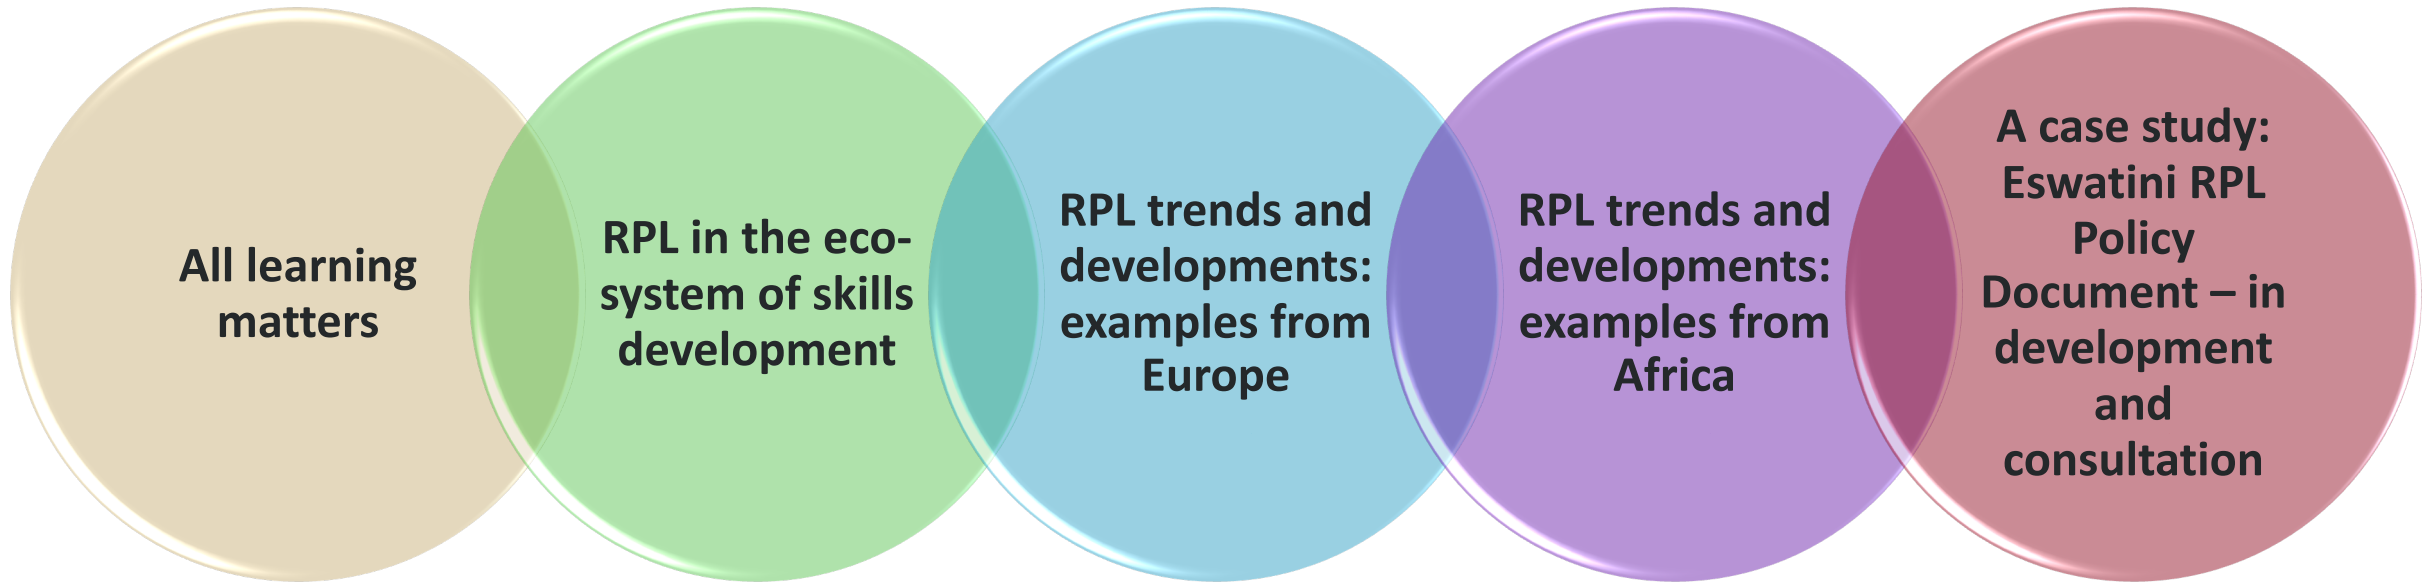 All learning
matters
RPL in the eco-
system of skills
development
RPL trends and
developments:
examples from
Europe
RPL trends and
developments:
examples from
Africa
A case study:
Eswatini RPL
Policy
Document – in
development
and
consultation